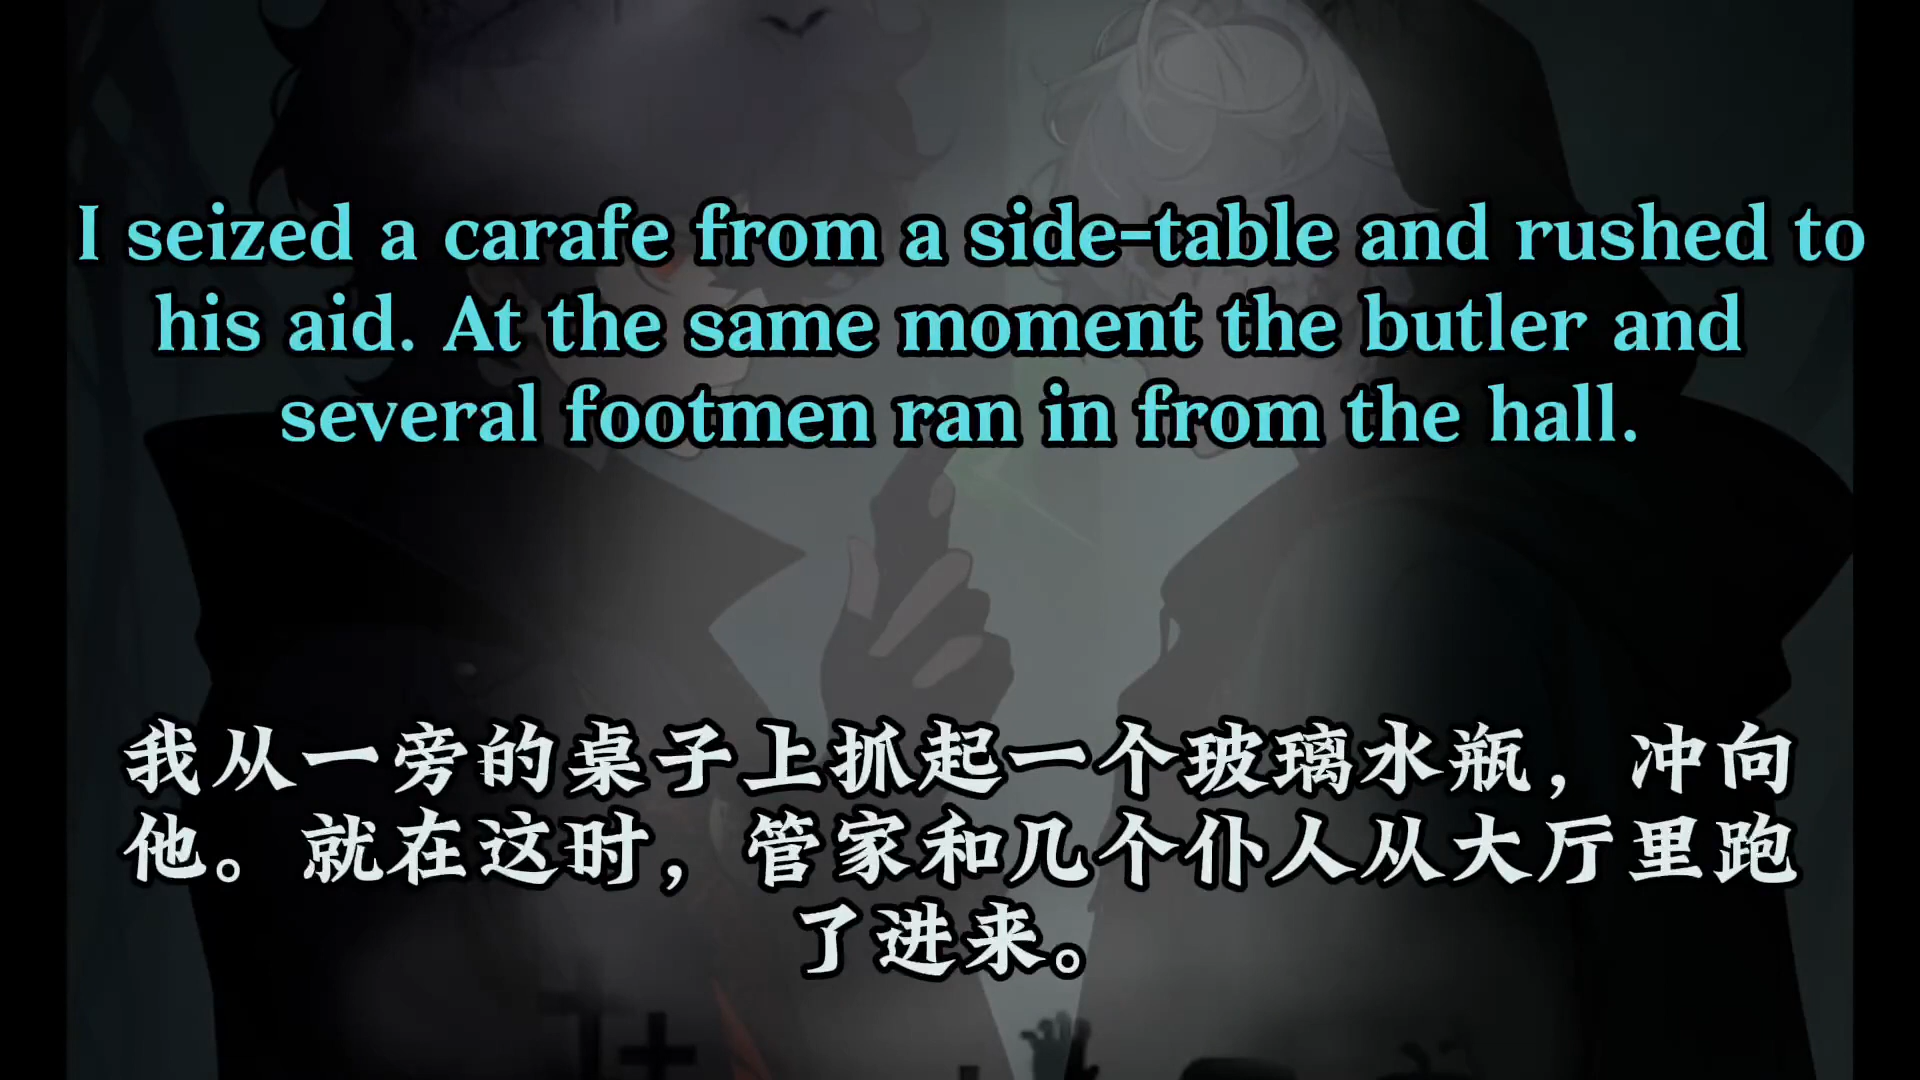 I seized a carafe from a side-table and rushed to
his aid. At the same moment the butler and
several footmen ran in from the hall.
我从一旁的桌子上抓起一个玻璃水瓶，冲向
他。就在这时，管家和几个仆人从大厅里跑
了进来。